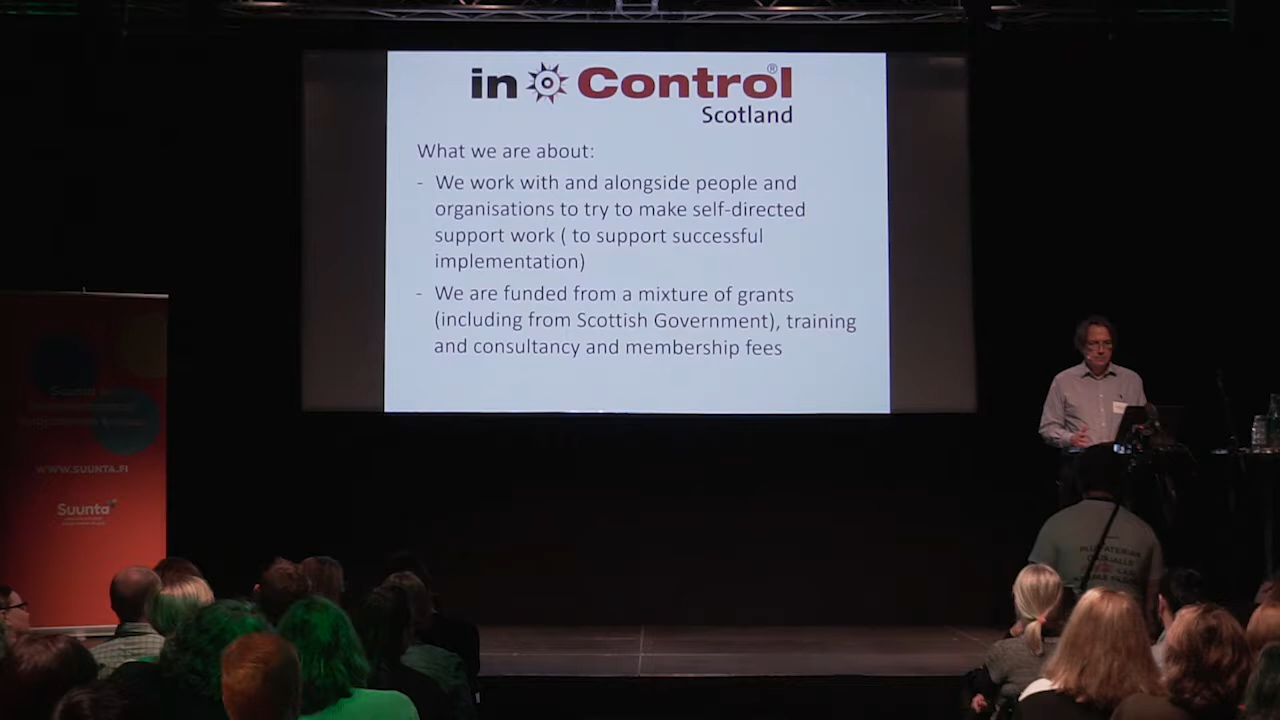 in Control®
Scotland
What we are about:
- We work with and alongside people and
organisations to try to make self-directed
support work ( to support successful
implementation)
- We are funded from a mixture of grants
(including from Scottish Government), training
and consultancy and membership fees
WWW.SUUNTA.FI
Suunta